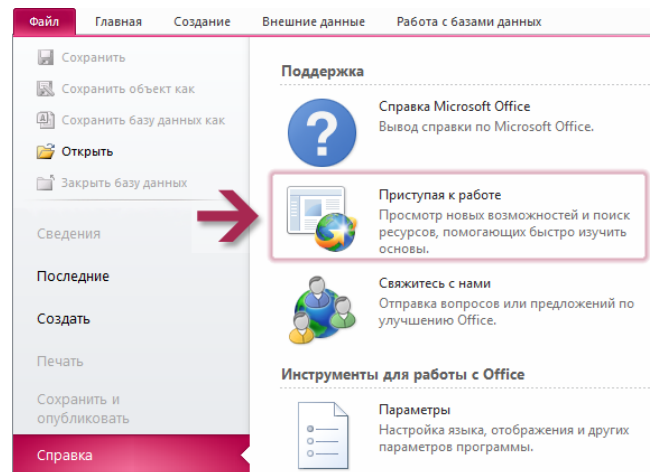 Файл Главная Создание Внешние данные Работа с базами данных
Сохранить
Сохранить объект как
Сохранить базу данных как
Открыть
Закрыть базу данных
Сведения
Последние
Создать
Печать
Сохранить и
опубликовать
Справка
Поддержка
Справка Microsoft Office
Вывод справки по Microsoft Office.
Приступая к работе
Просмотр новых возможностей и поиск
ресурсов, помогающих быстро изучить
основы.
Свяжитесь с нами
Отправка вопросов или предложений по
улучшению Office.
Инструменты для работы с Office
Параметры
Настройка языка, отображения и других
параметров программы.